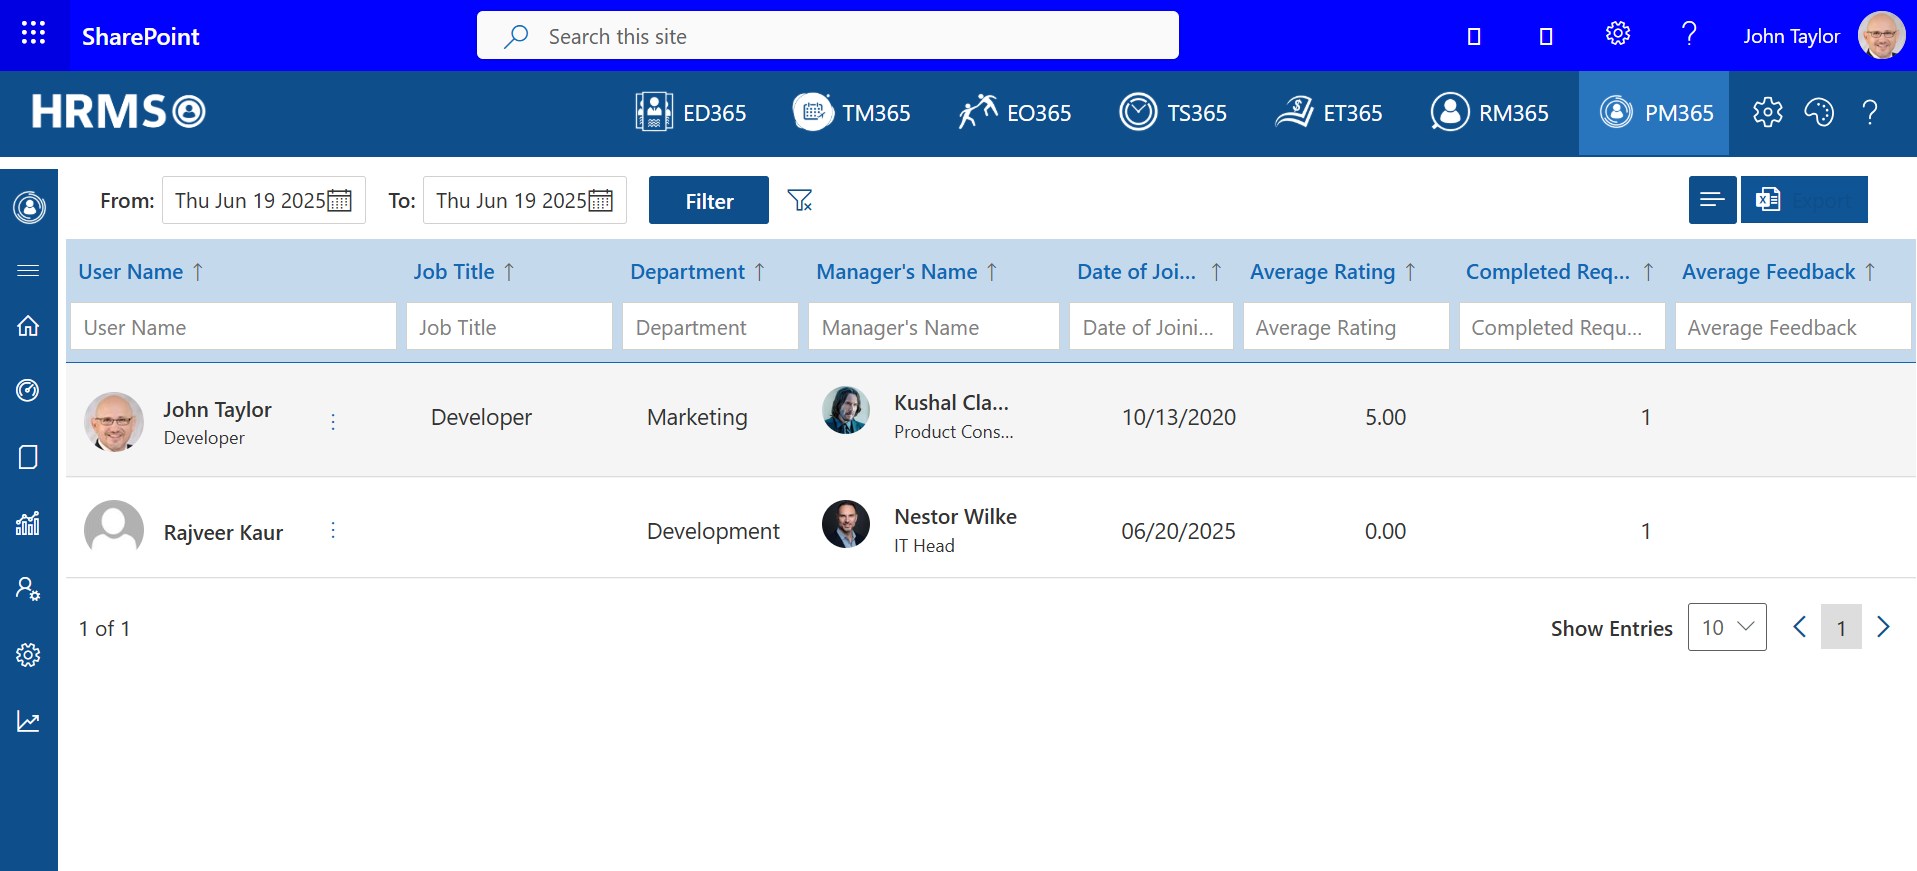 SharePoint
Search this site
John Taylor
HRMS
ED365
TM365
EO365
TS365
ET365
RM365
PM365
From: Thu Jun 19 2025 To: Thu Jun 19 2025 Filter
Export
User Name ↑ Job Title ↑ Department ↑ Manager's Name ↑ Date of Joi... ↑ Average Rating ↑ Completed Req... ↑ Average Feedback ↑
User Name Job Title Department Manager's Name Date of Joini... Average Rating Completed Requ... Average Feedback
John Taylor
Developer
Developer
Marketing
Kushal Cla...
Product Cons...
10/13/2020
5.00
1
Rajveer Kaur
Development
Nestor Wilke
IT Head
06/20/2025
0.00
1
1 of 1
Show Entries 10
1